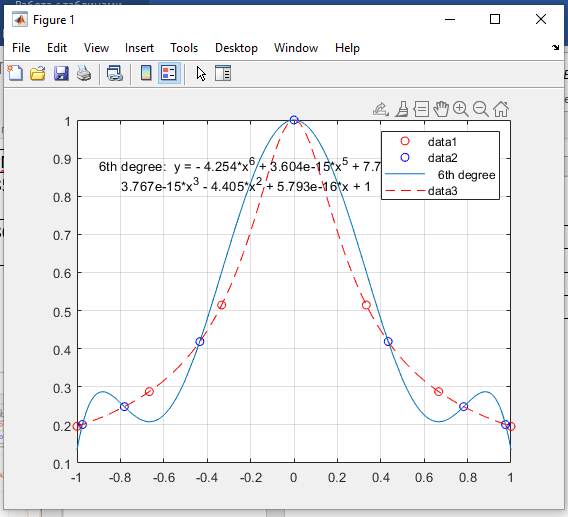 Работа с таблицами
Figure 1
File Edit View Insert Tools Desktop Window Help
1
0.9
0.8
0.7
0.6
0.5
0.4
0.3
0.2
0.1
6th degree: y = - 4.254*x^6 + 3.604e-15*x^5 + 7.7
3.767e-15*x^3 - 4.405*x^2 + 5.793e-16*x + 1
data1
data2
6th degree
data3
-1 -0.8 -0.6 -0.4 -0.2 0 0.2 0.4 0.6 0.8 1